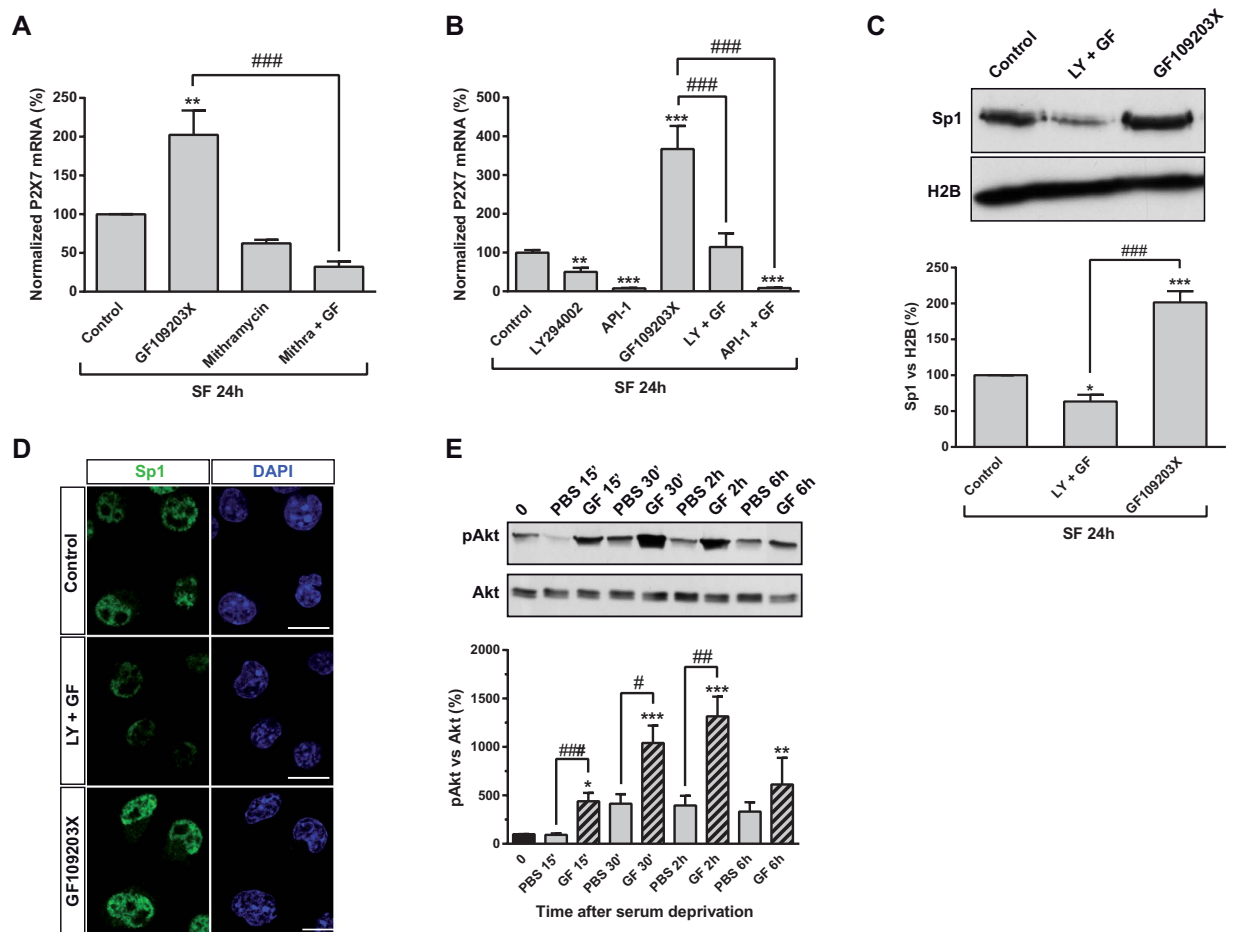 A
Normalized P2X7 mRNA (%)
250
200
150
100
50
0
**
###
Control
GF109203X
Mithramycin
Mithra + GF
SF 24h
B
Normalized P2X7 mRNA (%)
500
400
300
200
100
0
**
***
***
***
###
###
Control
LY294002
API-1
GF109203X
LY + GF
API-1 + GF
SF 24h
C
Control
LY + GF
GF109203X
Sp1
H2B
Sp1 vs H2B (%)
250
200
150
100
50
0
*
***
###
Control
LY + GF
GF109203X
SF 24h
D
Sp1
DAPI
Control
LY + GF
GF109203X
E
0
PBS 15'
GF 15'
PBS 30'
GF 30'
PBS 2h
GF 2h
PBS 6h
GF 6h
pAkt
Akt
pAkt vs Akt (%)
2000
1500
1000
500
0
###
*
#
***
##
***
**
0
PBS 15'
GF 15'
PBS 30'
GF 30'
PBS 2h
GF 2h
PBS 6h
GF 6h
Time after serum deprivation